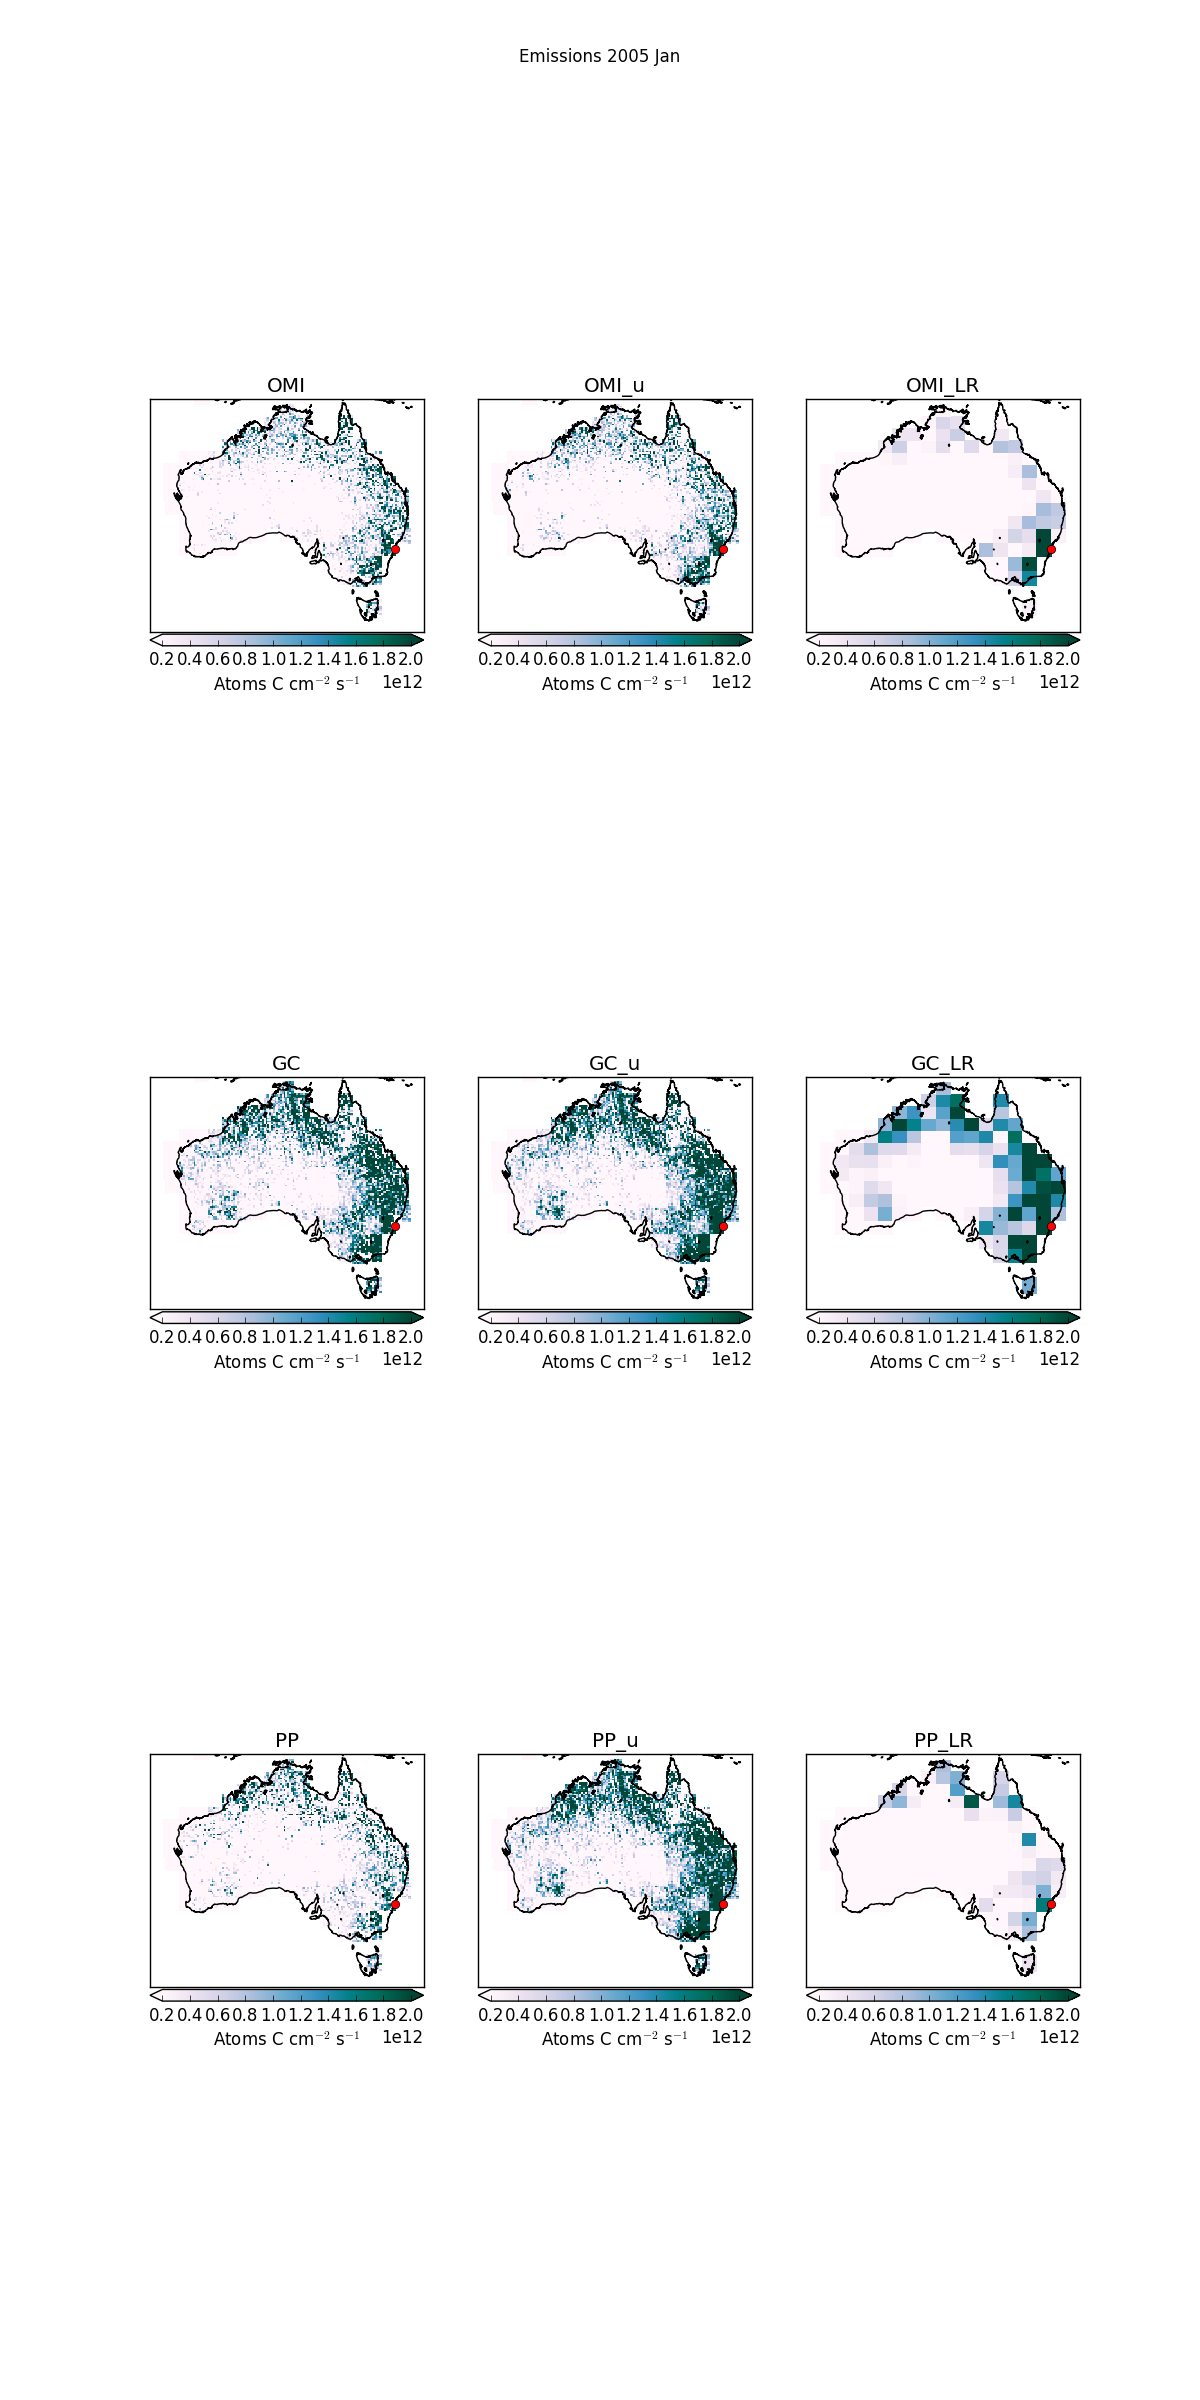 Emissions 2005 Jan
OMI OMI_u OMI_LR
0.2 0.4 0.6 0.8 1.0 1.2 1.4 1.6 1.8 2.0 0.2 0.4 0.6 0.8 1.0 1.2 1.4 1.6 1.8 2.0 0.2 0.4 0.6 0.8 1.0 1.2 1.4 1.6 1.8 2.0
Atoms C cm⁻² s⁻¹ 1e12 Atoms C cm⁻² s⁻¹ 1e12 Atoms C cm⁻² s⁻¹ 1e12
GC GC_u GC_LR
0.2 0.4 0.6 0.8 1.0 1.2 1.4 1.6 1.8 2.0 0.2 0.4 0.6 0.8 1.0 1.2 1.4 1.6 1.8 2.0 0.2 0.4 0.6 0.8 1.0 1.2 1.4 1.6 1.8 2.0
Atoms C cm⁻² s⁻¹ 1e12 Atoms C cm⁻² s⁻¹ 1e12 Atoms C cm⁻² s⁻¹ 1e12
PP PP_u PP_LR
0.2 0.4 0.6 0.8 1.0 1.2 1.4 1.6 1.8 2.0 0.2 0.4 0.6 0.8 1.0 1.2 1.4 1.6 1.8 2.0 0.2 0.4 0.6 0.8 1.0 1.2 1.4 1.6 1.8 2.0
Atoms C cm⁻² s⁻¹ 1e12 Atoms C cm⁻² s⁻¹ 1e12 Atoms C cm⁻² s⁻¹ 1e12